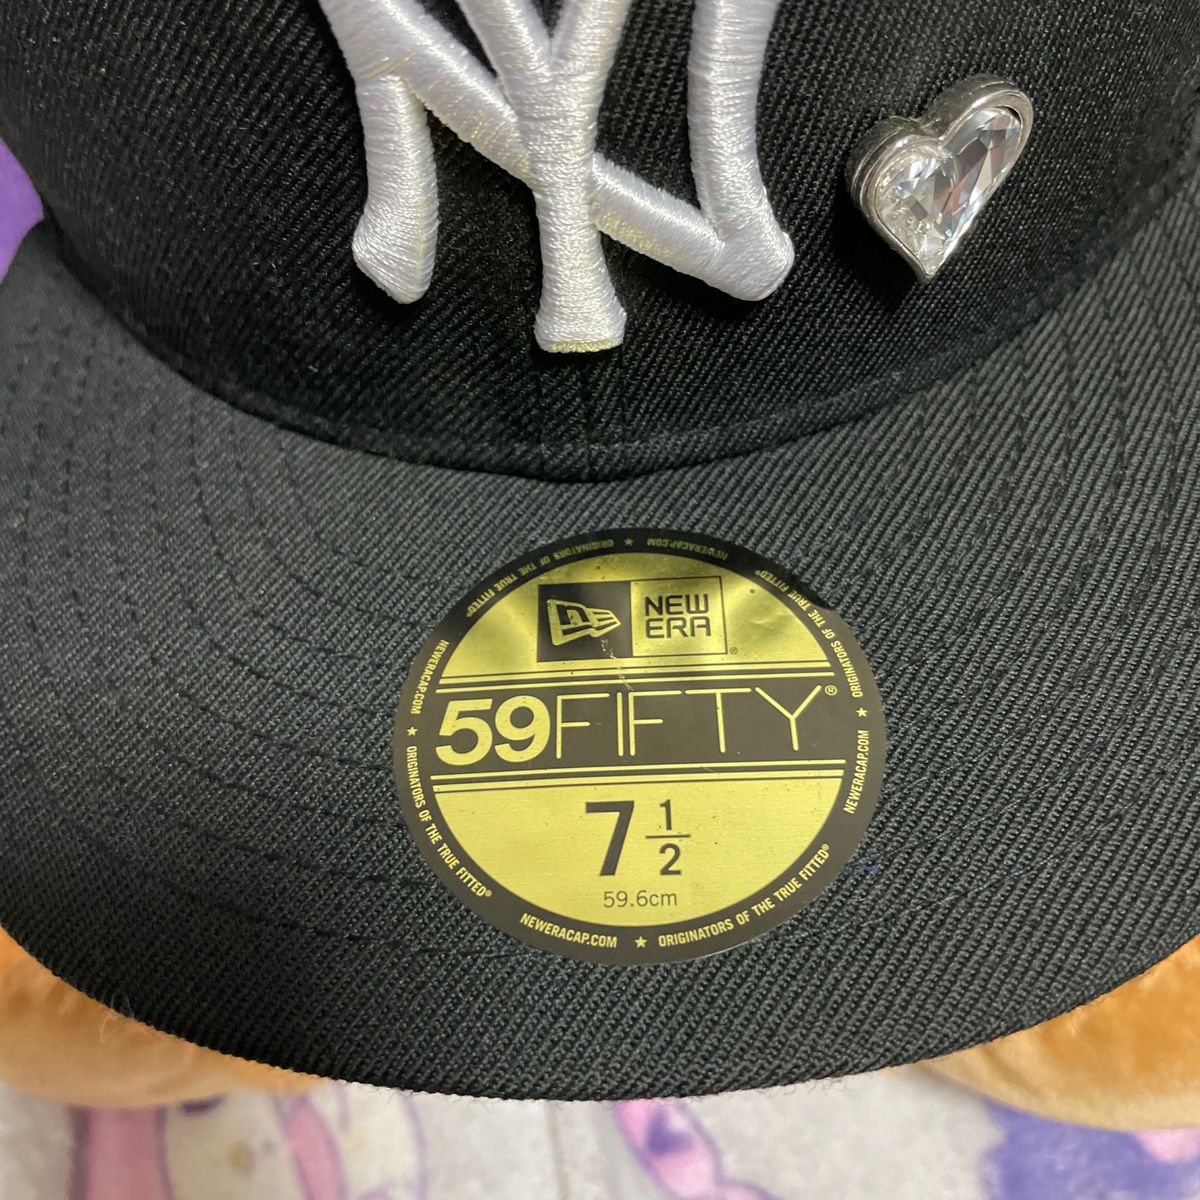 NY
NEW
ERA®
59FIFTY®
7 1/2
59.6cm
NEWERACAP.COM ★ ORIGINATORS OF THE TRUE FITTED® NEWERACAP.COM ★ ORIGINATORS OF THE TRUE FITTED® NEWERACAP.COM ★ ORIGINATORS OF THE TRUE FITTED® NEWERACAP.COM ★ ORIGINATORS OF THE TRUE FITTED®